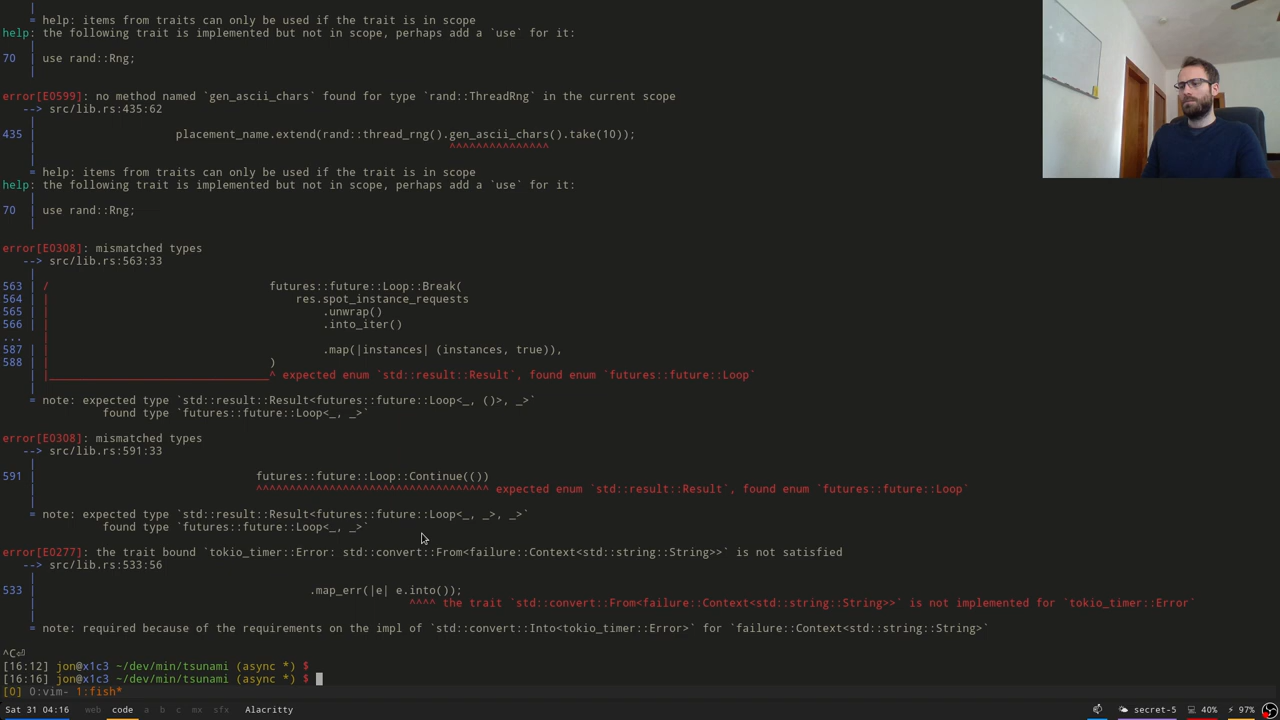 = help: items from traits can only be used if the trait is in scope
help: the following trait is implemented but not in scope, perhaps add a `use` for it:
|
70 | use rand::Rng;
|
error[E0599]: no method named `gen_ascii_chars` found for type `rand::ThreadRng` in the current scope
--> src/lib.rs:435:62
|
435 | placement_name.extend(rand::thread_rng().gen_ascii_chars().take(10));
| ^^^^^^^^^^^^^^^
|
= help: items from traits can only be used if the trait is in scope
help: the following trait is implemented but not in scope, perhaps add a `use` for it:
|
70 | use rand::Rng;
|
error[E0308]: mismatched types
--> src/lib.rs:563:33
|
563 | / futures::future::Loop::Break(
564 | | res.spot_instance_requests
565 | | .unwrap()
566 | | .into_iter()
... |
587 | | .map(|instances| (instances, true)),
588 | | )
| |_________________________________^ expected enum `std::result::Result`, found enum `futures::future::Loop`
|
= note: expected type `std::result::Result<futures::future::Loop<_, ()>, _>`
found type `futures::future::Loop<_, _>`
error[E0308]: mismatched types
--> src/lib.rs:591:33
|
591 | futures::future::Loop::Continue(())
| ^^^^^^^^^^^^^^^^^^^^^^^^^^^^^^^^^^^ expected enum `std::result::Result`, found enum `futures::future::Loop`
|
= note: expected type `std::result::Result<futures::future::Loop<_, _>, _>`
found type `futures::future::Loop<_, _>`
error[E0277]: the trait bound `tokio_timer::Error: std::convert::From<failure::Context<std::string::String>>` is not satisfied
--> src/lib.rs:533:56
|
533 | .map_err(|e| e.into());
| ^^^^ the trait `std::convert::From<failure::Context<std::string::String>>` is not implemented for `tokio_timer::Error`
|
= note: required because of the requirements on the impl of `std::convert::Into<tokio_timer::Error>` for `failure::Context<std::string::String>`
^C⏎
[16:12] jon@x1c3 ~/dev/min/tsunami (async *) $
[16:16] jon@x1c3 ~/dev/min/tsunami (async *) $
[0] 0:vim- 1:fish*
Sat 31 04:16 web code a b c mx sfx Alacritty secret-5 40% 97%